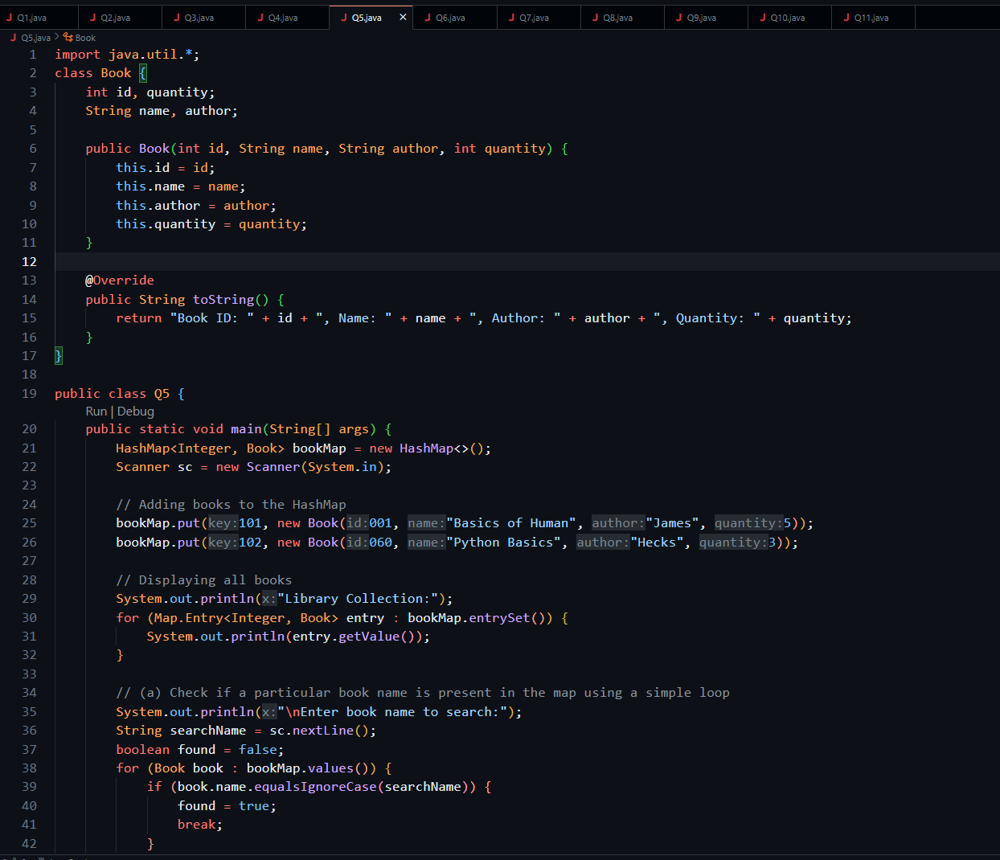 J Q1.java J Q2.java J Q3.java J Q4.java J Q5.java × J Q6.java J Q7.java J Q8.java J Q9.java J Q10.java J Q11.java
J Q5.java > Book
1 import java.util.*;
2 class Book {
3 int id, quantity;
4 String name, author;
5
6 public Book(int id, String name, String author, int quantity) {
7 this.id = id;
8 this.name = name;
9 this.author = author;
10 this.quantity = quantity;
11 }
12
13 @Override
14 public String toString() {
15 return "Book ID: " + id + ", Name: " + name + ", Author: " + author + ", Quantity: " + quantity;
16 }
17 }
18
19 public class Q5 {
Run | Debug
20 public static void main(String[] args) {
21 HashMap<Integer, Book> bookMap = new HashMap<>();
22 Scanner sc = new Scanner(System.in);
23
24 // Adding books to the HashMap
25 bookMap.put(key:101, new Book(id:001, name:"Basics of Human", author:"James", quantity:5));
26 bookMap.put(key:102, new Book(id:060, name:"Python Basics", author:"Hecks", quantity:3));
27
28 // Displaying all books
29 System.out.println(x:"Library Collection:");
30 for (Map.Entry<Integer, Book> entry : bookMap.entrySet()) {
31 System.out.println(entry.getValue());
32 }
33
34 // (a) Check if a particular book name is present in the map using a simple loop
35 System.out.println(x:"\nEnter book name to search:");
36 String searchName = sc.nextLine();
37 boolean found = false;
38 for (Book book : bookMap.values()) {
39 if (book.name.equalsIgnoreCase(searchName)) {
40 found = true;
41 break;
42 }